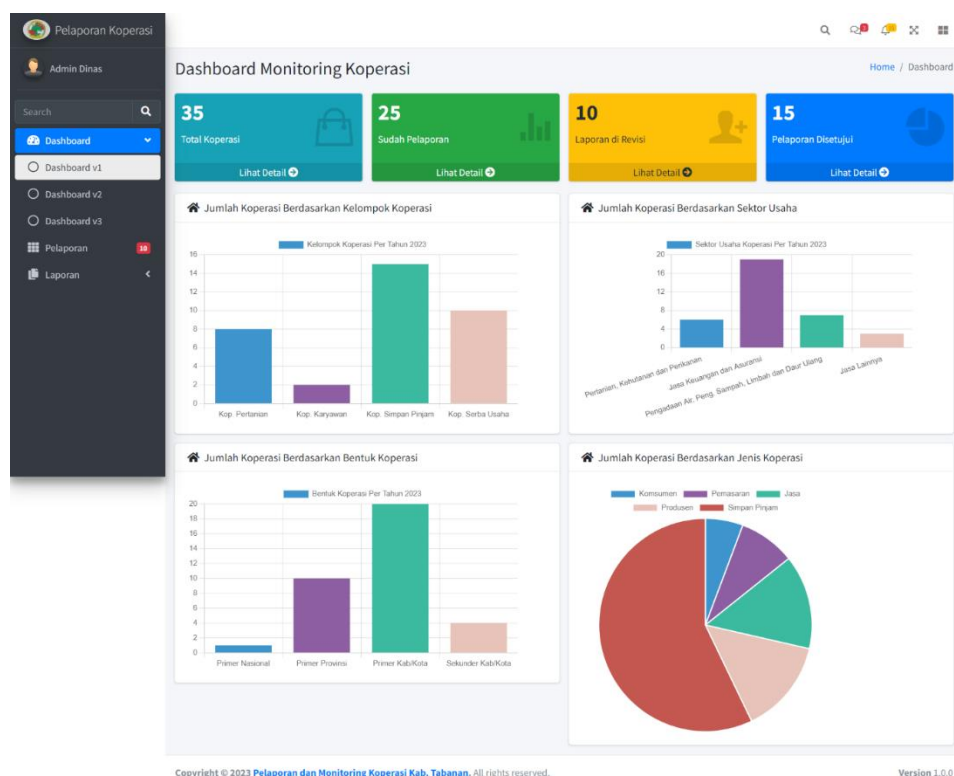 Pelaporan Koperasi
Admin Dinas
Search
Dashboard
Dashboard v1
Dashboard v2
Dashboard v3
Pelaporan 10
Laporan
Dashboard Monitoring Koperasi
Home / Dashboard
35
Total Koperasi
Lihat Detail
25
Sudah Pelaporan
Lihat Detail
10
Laporan di Revisi
Lihat Detail
15
Pelaporan Disetujui
Lihat Detail
Jumlah Koperasi Berdasarkan Kelompok Koperasi
Kelompok Koperasi Per Tahun 2023
16
14
12
10
8
6
4
2
0
Kop. Pertanian Kop. Karyawan Kop. Simpan Pinjam Kop. Serba Usaha
Jumlah Koperasi Berdasarkan Sektor Usaha
Sektor Usaha Koperasi Per Tahun 2023
20
16
12
8
4
0
Pertanian, Kehutanan dan Perikanan
Jasa Keuangan dan Asuransi
Pengadaan Air, Peng. Sampah, Limbah dan Daur Ulang
Jasa Lainnya
Jumlah Koperasi Berdasarkan Bentuk Koperasi
Bentuk Koperasi Per Tahun 2023
20
18
16
14
12
10
8
6
4
2
0
Primer Nasional Primer Provinsi Primer Kab/Kota Sekunder Kab/Kota
Jumlah Koperasi Berdasarkan Jenis Koperasi
Konsumen Pemasaran Jasa
Produsen Simpan Pinjam
Copyright © 2023 Pelaporan dan Monitoring Koperasi Kab. Tabanan. All rights reserved.
Version 1.0.0